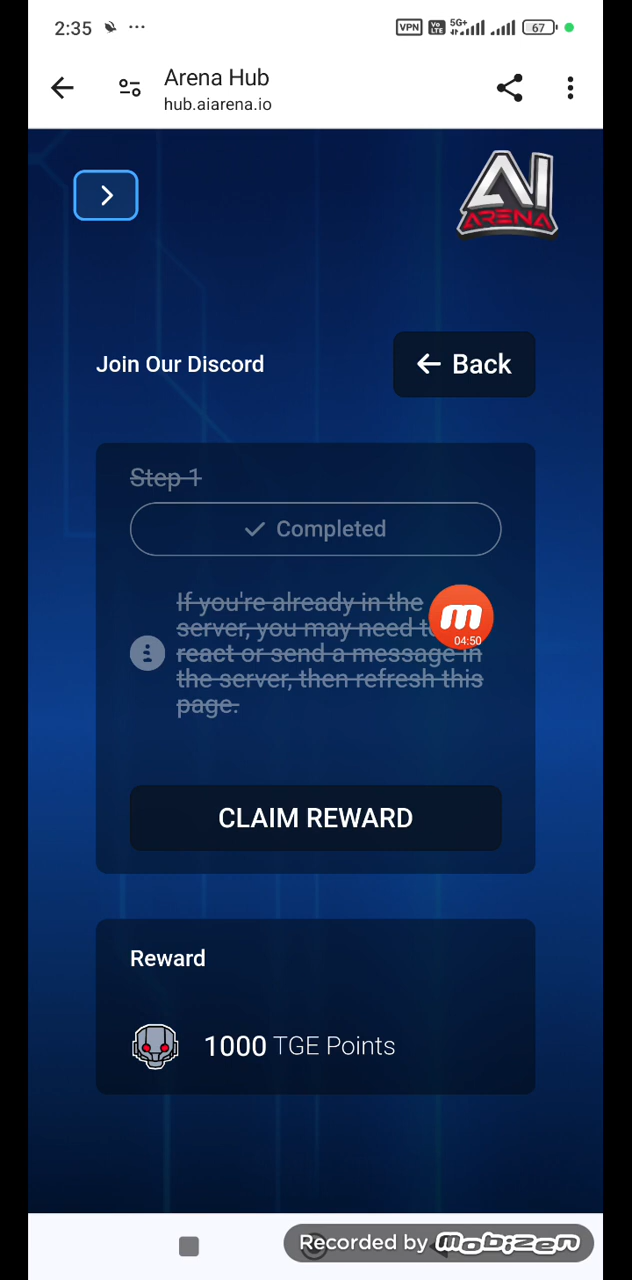 2:35 ... VPN Vo LTE 5G+ 67
Arena Hub
hub.aiarena.io
AI
ARENA
Join Our Discord
← Back
Step 1
✓ Completed
If you're already in the
server, you may need
react or send a message in
the server, then refresh this
page.
m
04:50
CLAIM REWARD
Reward
1000 TGE Points
Recorded by mobizen